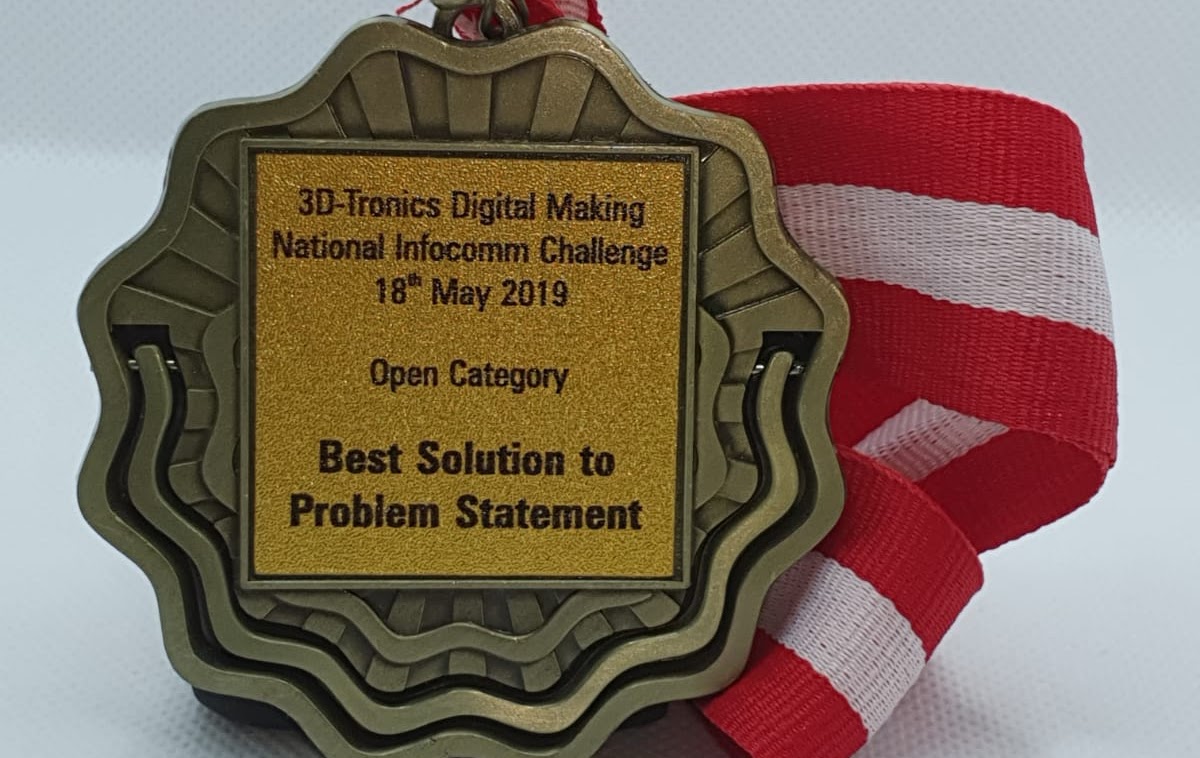 3D-Tronics Digital Making
National Infocomm Challenge
18th May 2019
Open Category
Best Solution to
Problem Statement